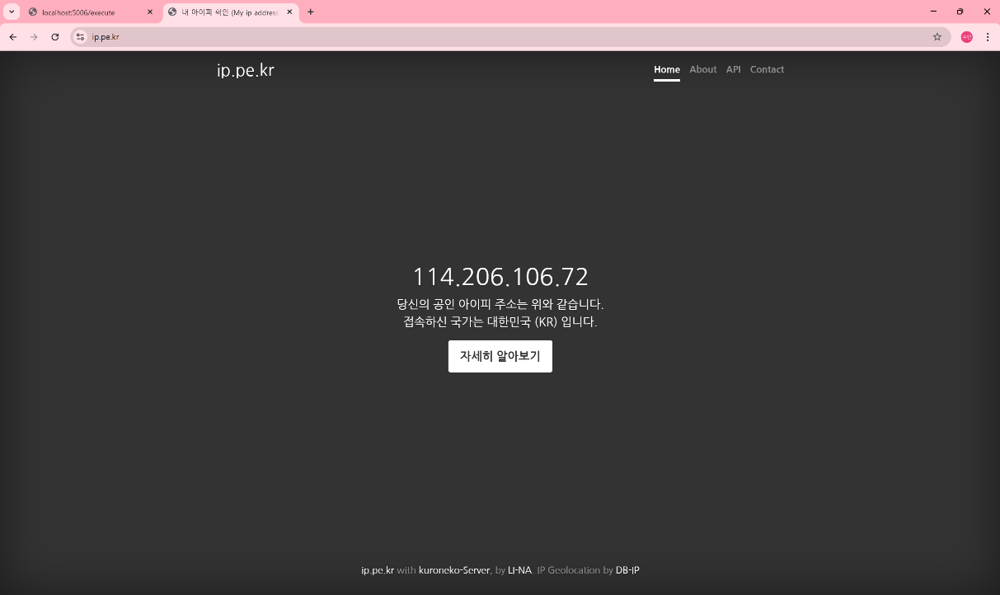 localhost:5006/execute
내 아이피 확인 (My ip address
ip.pe.kr
수인
ip.pe.kr
Home About API Contact
114.206.106.72
당신의 공인 아이피 주소는 위와 같습니다.
접속하신 국가는 대한민국 (KR) 입니다.
자세히 알아보기
ip.pe.kr with kuroneko-Server, by LI-NA. IP Geolocation by DB-IP